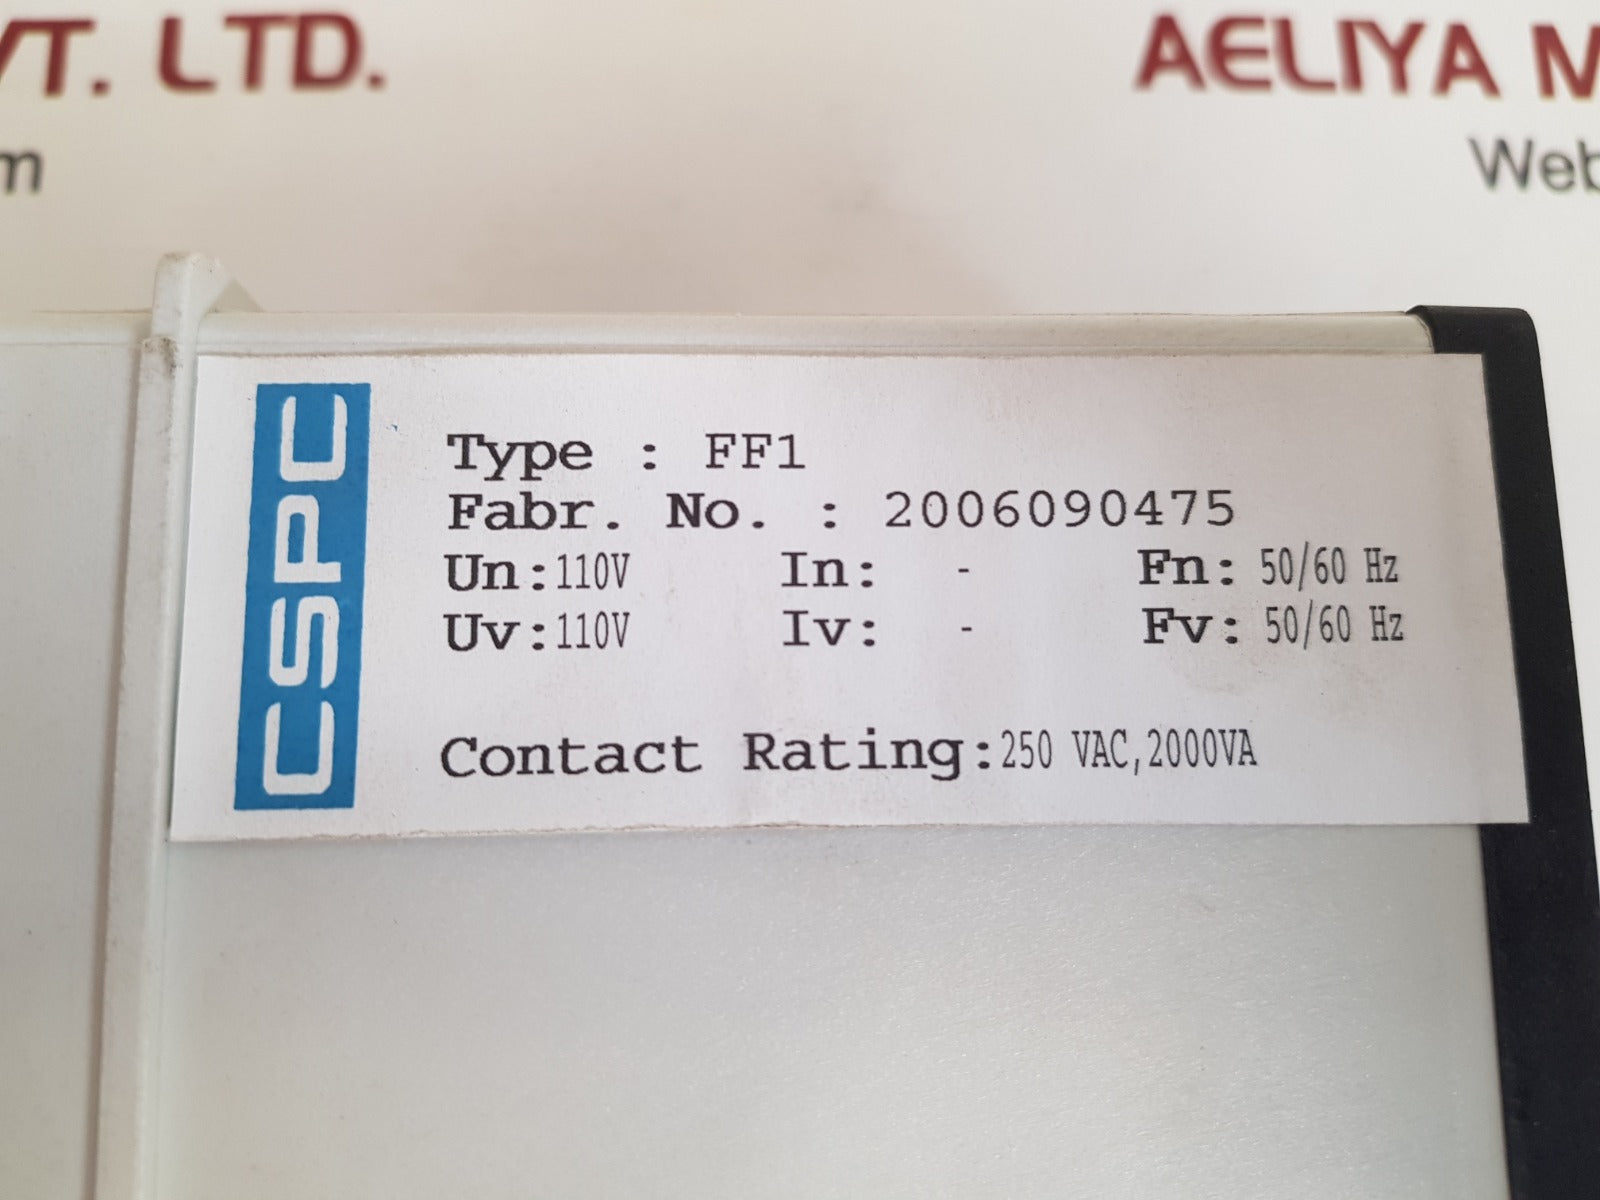 VT. LTD.
AELIYA M
m
Web
CSPC
Type : FF1
Fabr. No. : 2006090475
Un:110V In: - Fn: 50/60 Hz
Uv:110V Iv: - Fv: 50/60 Hz
Contact Rating:250 VAC,2000VA